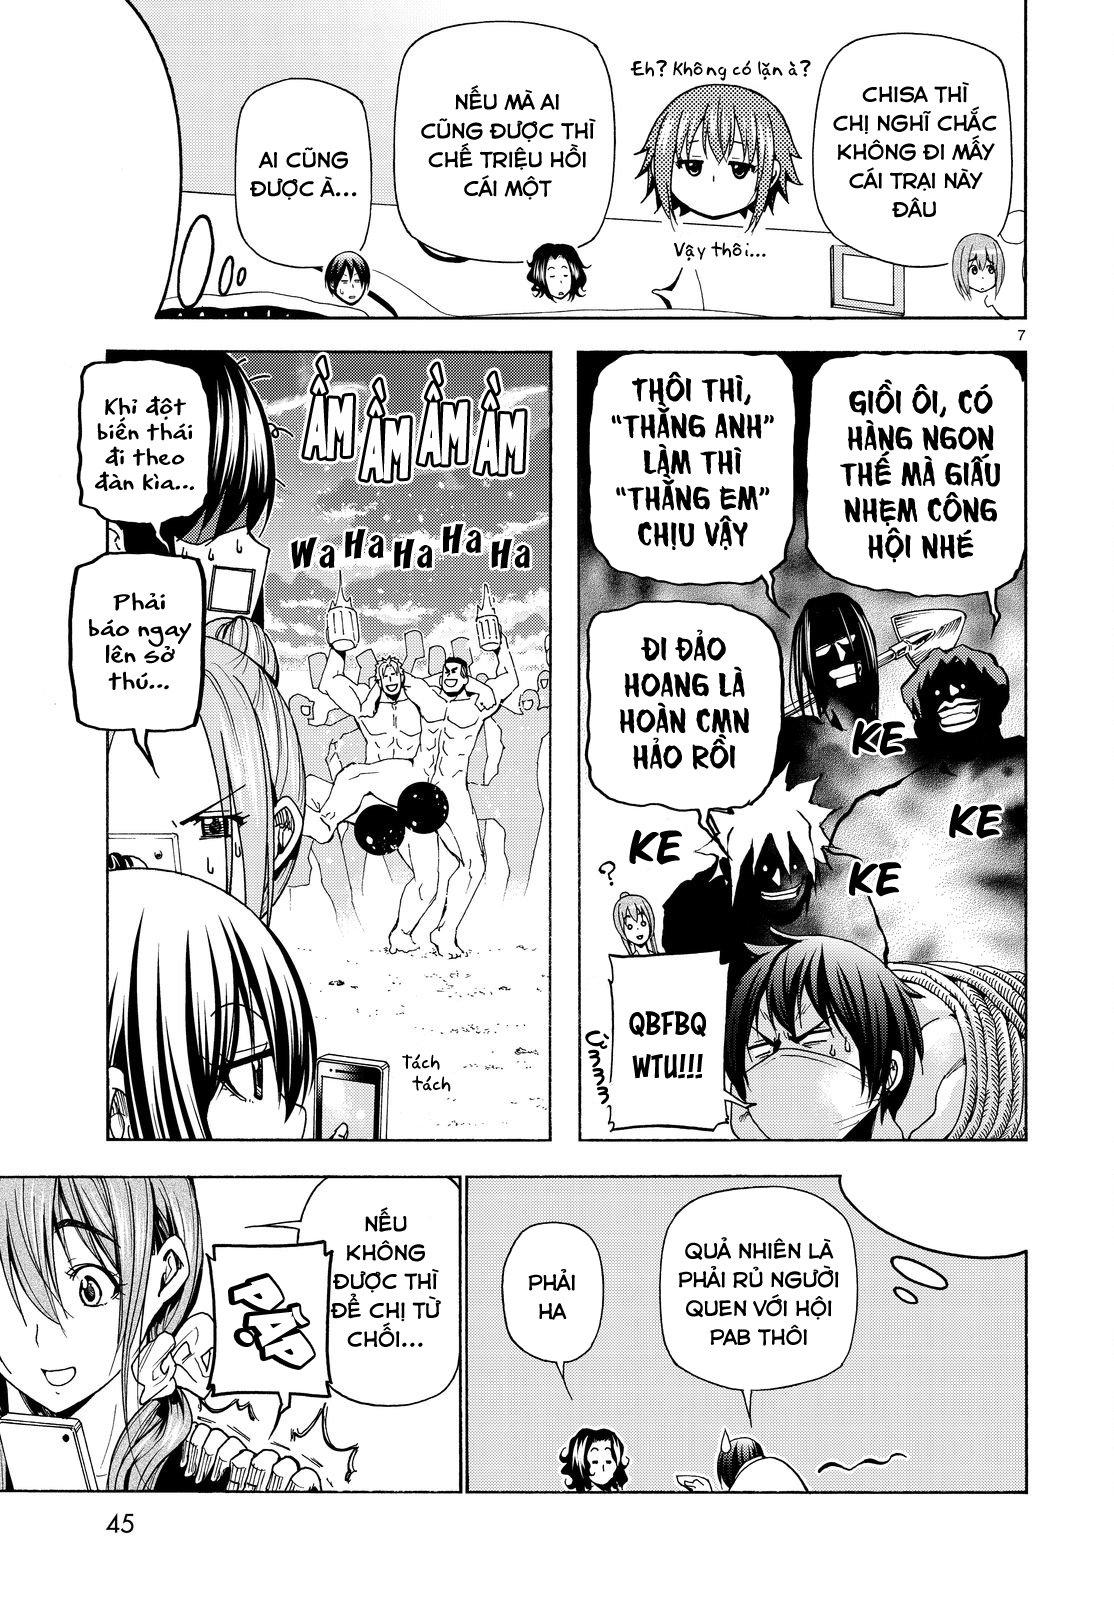 CHISA THÌ
CHỊ NGHĨ CHẮC
KHÔNG ĐI MẤY
CÁI TRẠI NÀY
ĐÂU
Eh? Không có lặn à?
Vậy thôi...
NẾU MÀ AI
CŨNG ĐƯỢC THÌ
CHẾ TRIỆU HỒI
CÁI MỘT
AI CŨNG
ĐƯỢC À...
7
GIỒI ÔI, CÓ
HÀNG NGON
THẾ MÀ GIẤU
NHẸM CÔNG
HỘI NHÉ
THÔI THÌ,
“THẰNG ANH”
LÀM THÌ
“THẰNG EM”
CHỊU VẬY
ĐI ĐẢO
HOANG LÀ
HOÀN CMN
HẢO RỒI
KE
KE
KE
KE
?
QBFBQ
WTU!!!
Ưmmmm
ẦM ẦM ẦM ẦM
Wa Ha Ha Ha Ha
Khỉ đột
biến thái
đi theo
đàn kìa...
Phải
báo ngay
lên sở
thú...
Tách
tách
QUẢ NHIÊN LÀ
PHẢI RỦ NGƯỜI
QUEN VỚI HỘI
PAB THÔI
PHẢI
HA
NẾU
KHÔNG
ĐƯỢC THÌ
ĐỂ CHỊ TỪ
CHỐI...
45